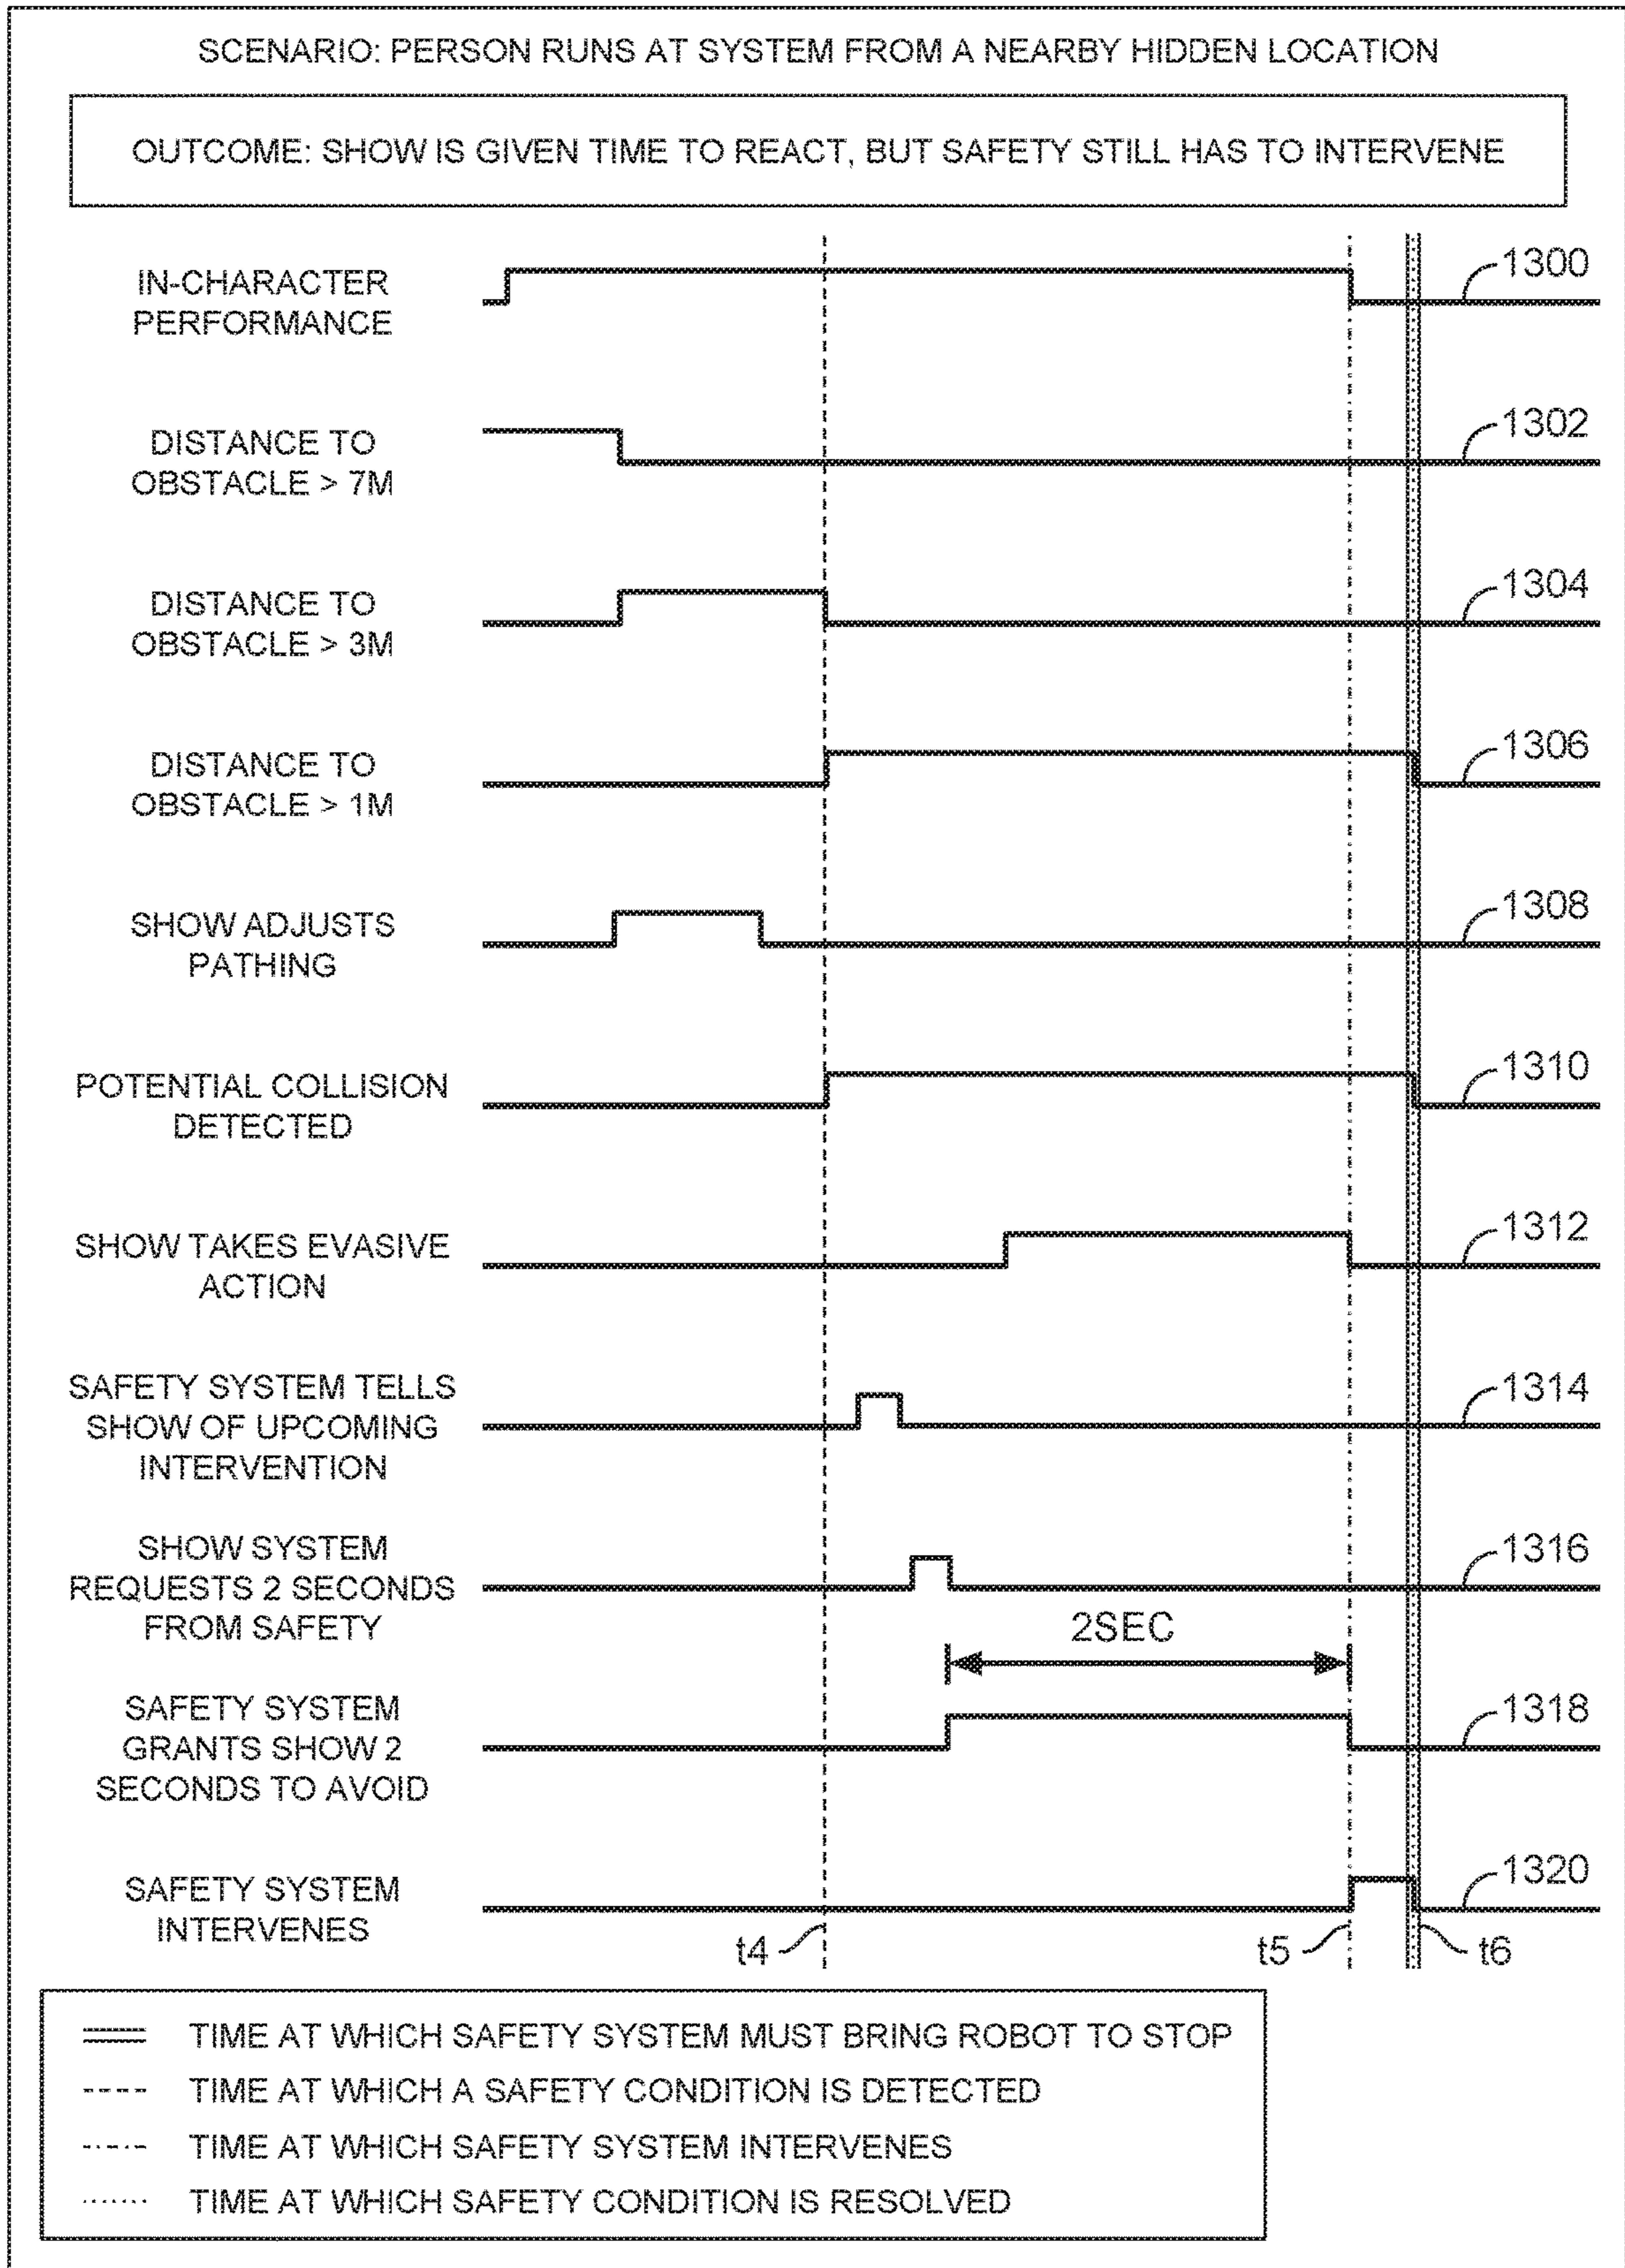 SCENARIO: PERSON RUNS AT SYSTEM FROM A NEARBY HIDDEN LOCATION
OUTCOME: SHOW IS GIVEN TIME TO REACT, BUT SAFETY STILL HAS TO INTERVENE
IN-CHARACTER
PERFORMANCE
1300
DISTANCE TO
OBSTACLE > 7M
1302
DISTANCE TO
OBSTACLE > 3M
1304
DISTANCE TO
OBSTACLE > 1M
1306
SHOW ADJUSTS
PATHING
1308
POTENTIAL COLLISION
DETECTED
1310
SHOW TAKES EVASIVE
ACTION
1312
SAFETY SYSTEM TELLS
SHOW OF UPCOMING
INTERVENTION
1314
SHOW SYSTEM
REQUESTS 2 SECONDS
FROM SAFETY
1316
2SEC
SAFETY SYSTEM
GRANTS SHOW 2
SECONDS TO AVOID
1318
SAFETY SYSTEM
INTERVENES
1320
t4
t5
t6
TIME AT WHICH SAFETY SYSTEM MUST BRING ROBOT TO STOP
TIME AT WHICH A SAFETY CONDITION IS DETECTED
TIME AT WHICH SAFETY SYSTEM INTERVENES
TIME AT WHICH SAFETY CONDITION IS RESOLVED